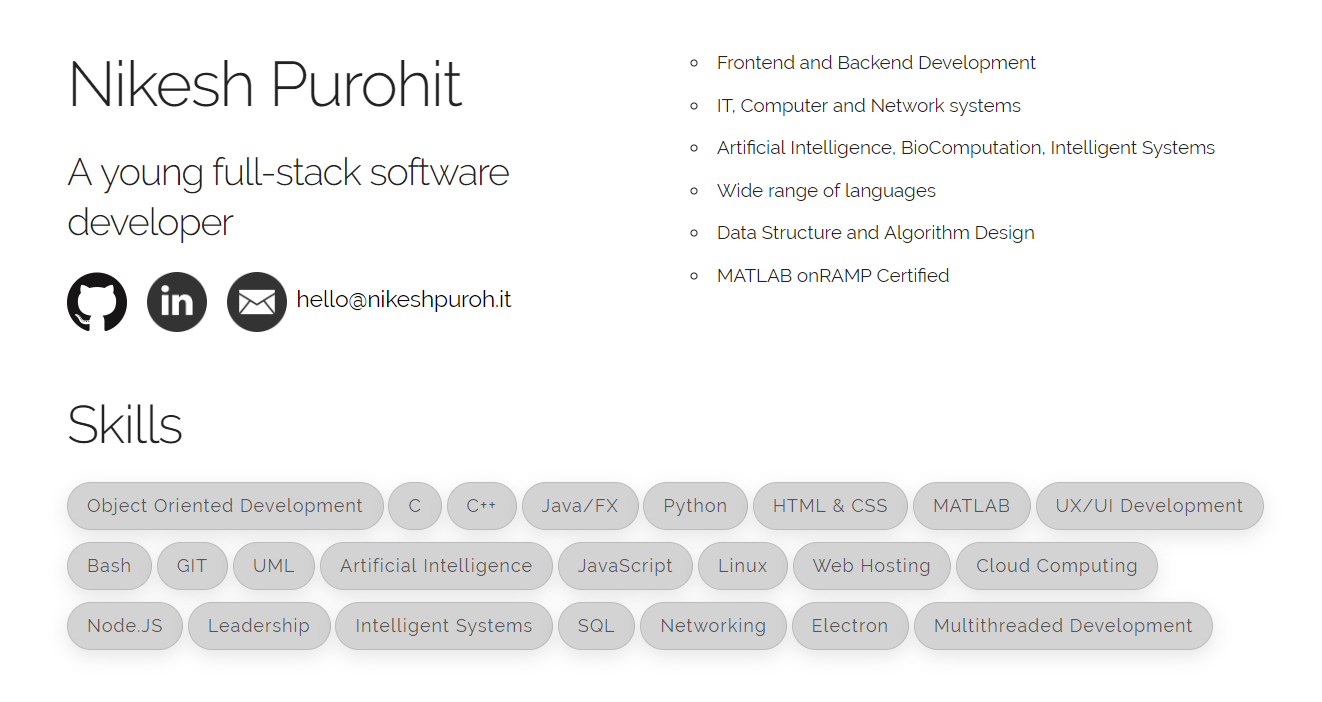 Nikesh Purohit
A young full-stack software
developer
in hello@nikeshpuroh.it
Frontend and Backend Development
IT, Computer and Network systems
Artificial Intelligence, BioComputation, Intelligent Systems
Wide range of languages
Data Structure and Algorithm Design
MATLAB onRAMP Certified
Skills
Object Oriented Development C C++ Java/FX Python HTML & CSS MATLAB UX/UI Development
Bash GIT UML Artificial Intelligence JavaScript Linux Web Hosting Cloud Computing
Node.JS Leadership Intelligent Systems SQL Networking Electron Multithreaded Development